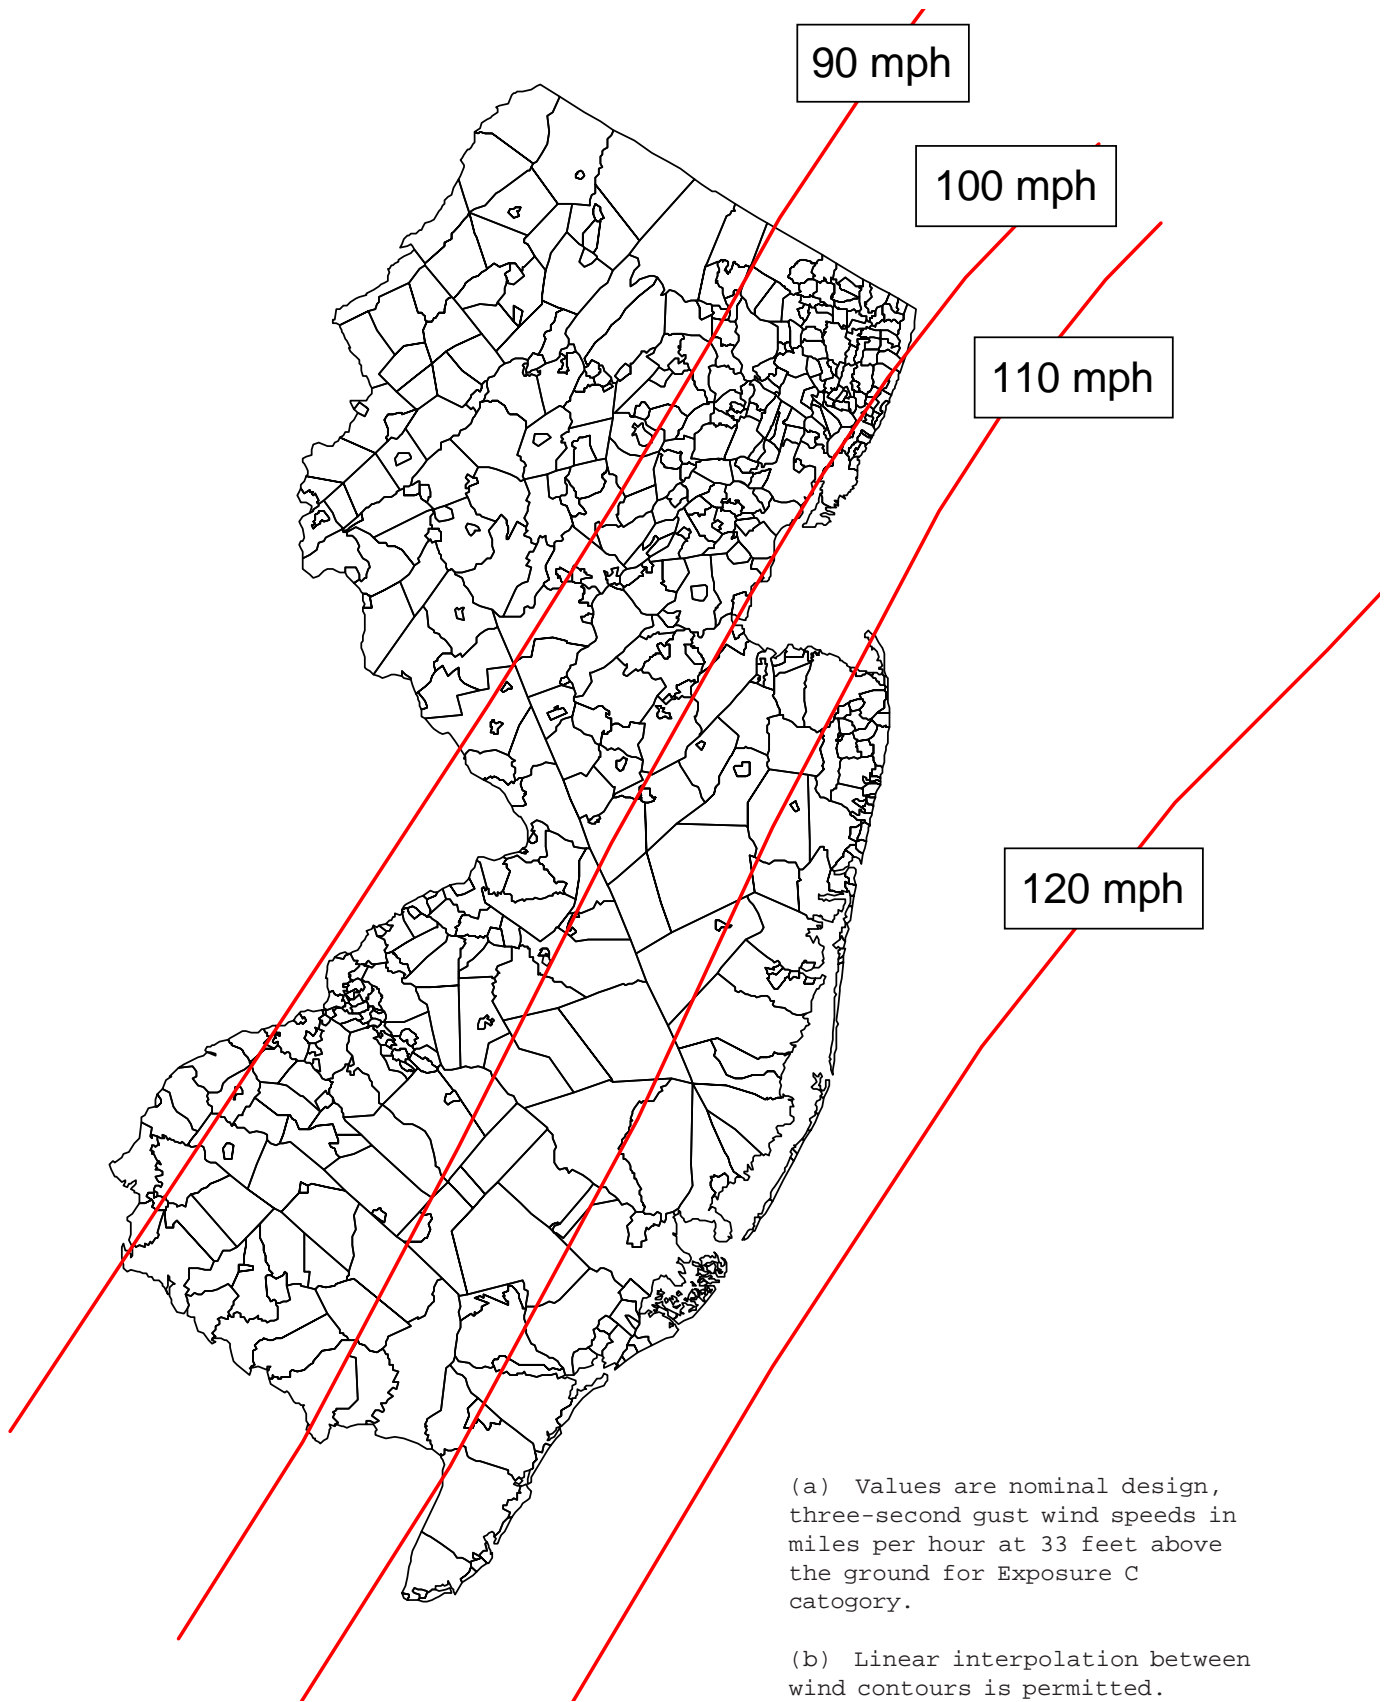 90 mph
100 mph
110 mph
120 mph
(a) Values are nominal design,
three-second gust wind speeds in
miles per hour at 33 feet above
the ground for Exposure C
catogory.
(b) Linear interpolation between
wind contours is permitted.